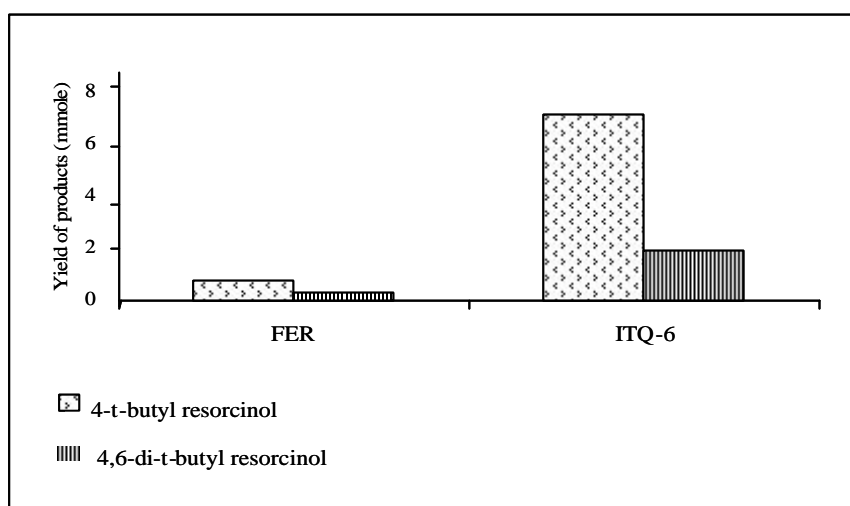 Yield of products (mmole)
8
6
4
2
0
FER
ITQ-6
4-t-butyl resorcinol
4,6-di-t-butyl resorcinol